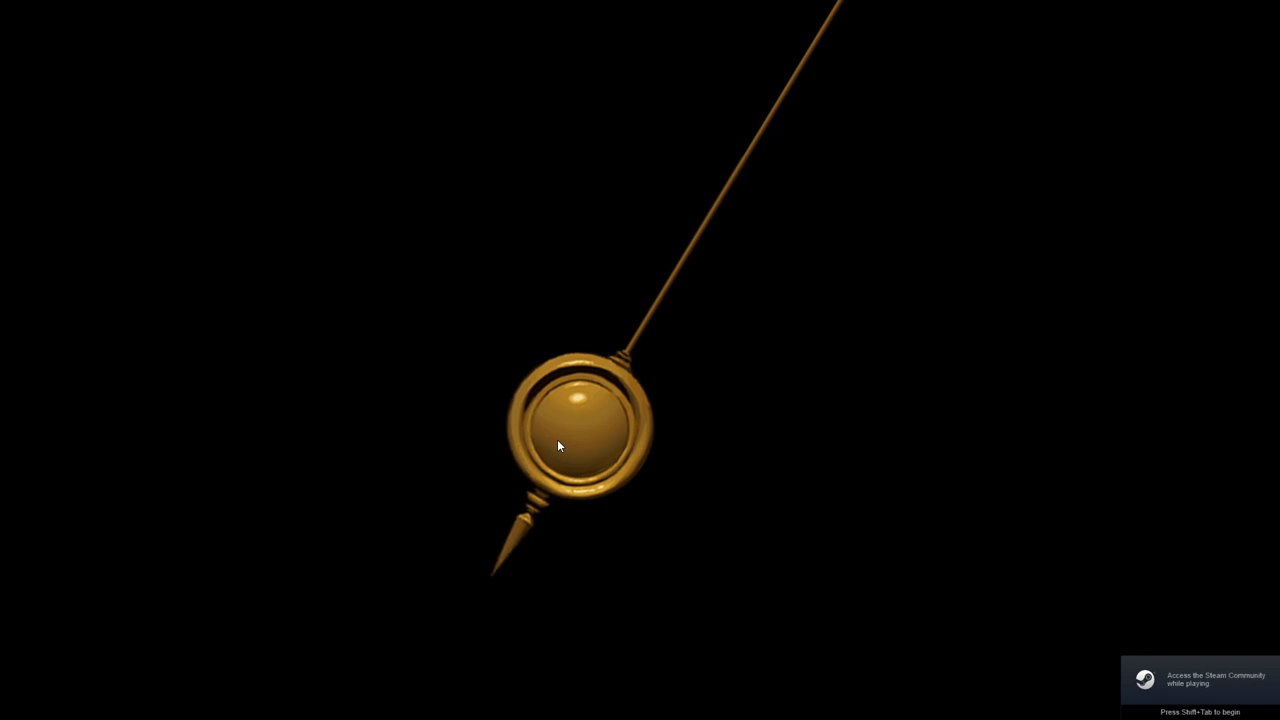 Access the Steam Community
while playing.
Press Shift+Tab to begin